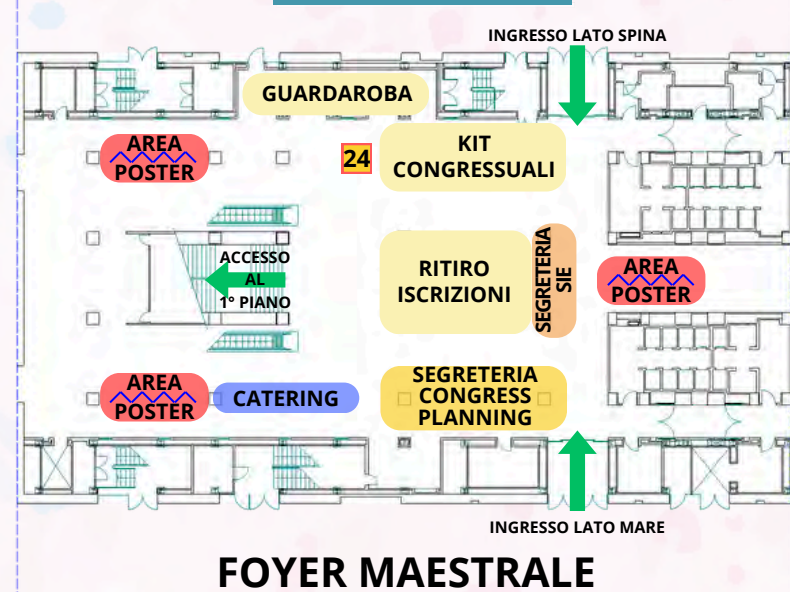 INGRESSO LATO SPINA
GUARDAROBA
AREA
POSTER
24
KIT
CONGRESSUALI
ACCESSO
AL
1° PIANO
RITIRO
ISCRIZIONI
SEGRETERIA
SIE
AREA
POSTER
AREA
POSTER
CATERING
SEGRETERIA
CONGRESS
PLANNING
INGRESSO LATO MARE
FOYER MAESTRALE